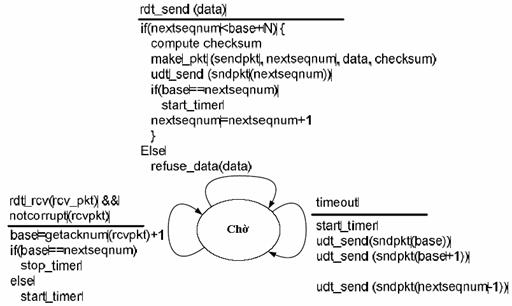 rdt_send (data)
if(nextseqnum<base+N) {
compute checksum
make_pkt (sendpkt, nextseqnum), data, checksum)
udt_send (sndpkt(nextseqnum))
if(base==nextseqnum)
start_timer
nextseqnum=nextseqnum+1
}
Else
refuse_data(data)
rdt_rcv(rcv_pkt) &&
notcorrupt(rcvpkt)
base=getacknum(rcvpkt)+1
if(base==nextseqnum)
stop_timer
else
start_timer
Chờ
timeout
start_timer
udt_send(sndpkt(base))
udt_send(sndpkt(base+1))
udt_send (sndpkt(nextseqnum-1))